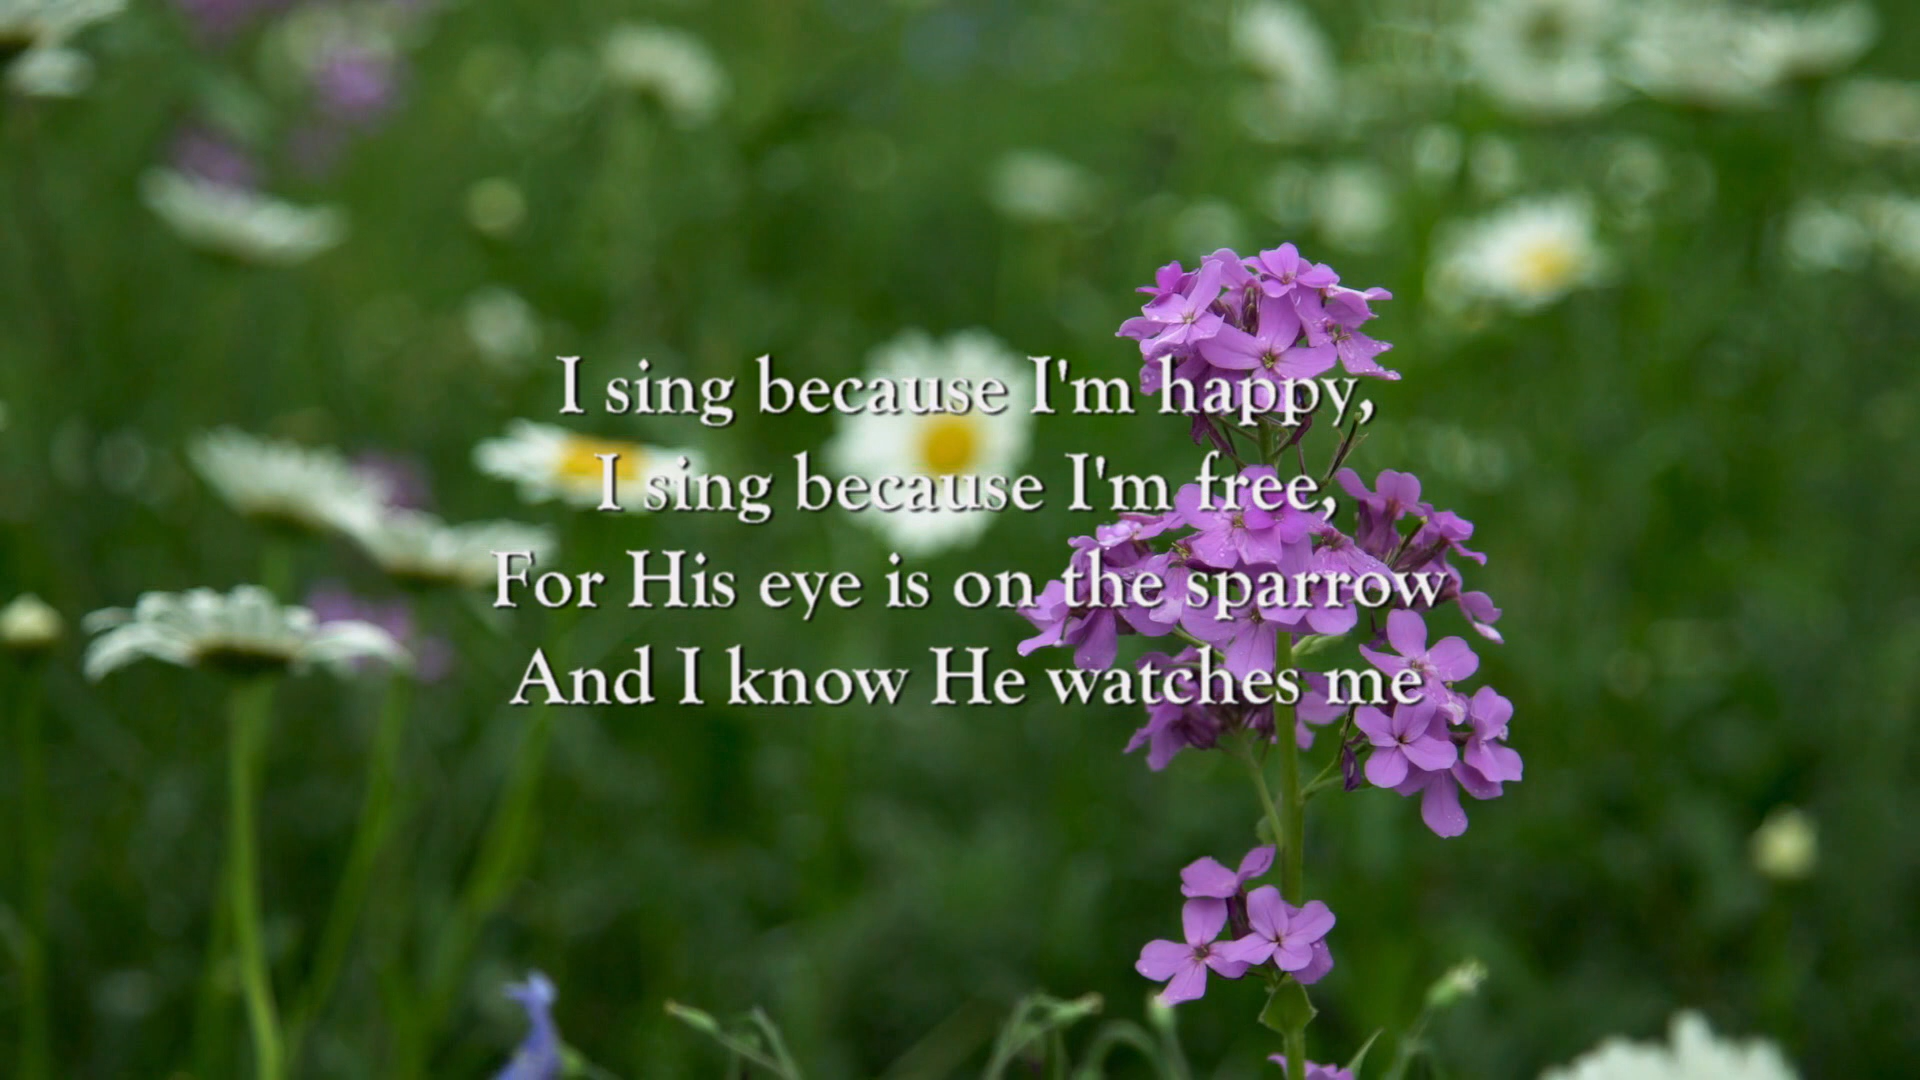 I sing because I'm happy,
I sing because I'm free,
For His eye is on the sparrow
And I know He watches me